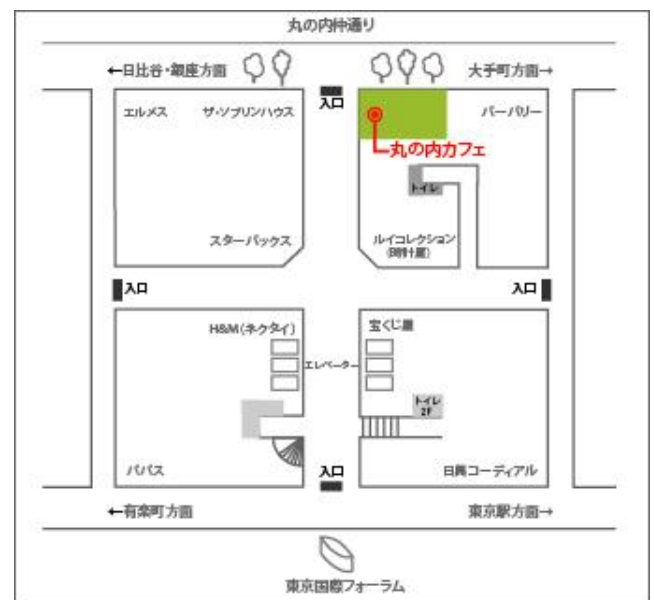 丸の内仲通り
←日比谷・銀座方面
大手町方面→
入口
エルメス
ザ・ソブリンハウス
バーバリー
丸の内カフェ
トイレ
スターバックス
ルイコレクション
(時計屋)
入口
入口
H&M(ネクタイ)
宝くじ屋
エレベーター
トイレ
2F
パパス
入口
日興コーディアル
←有楽町方面
東京駅方面→
東京国際フォーラム